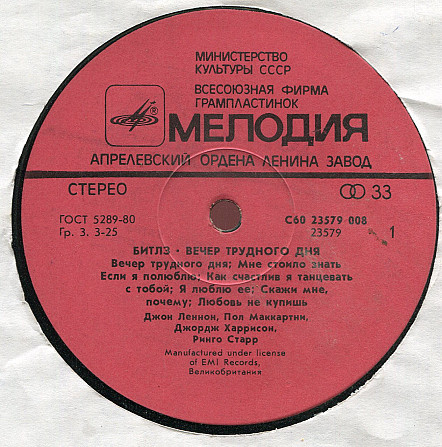 МИНИСТЕРСТВО
КУЛЬТУРЫ СССР
ВСЕСОЮЗНАЯ ФИРМА
ГРАМПЛАСТИНОК
МЕЛОДИЯ
АПРЕЛЕВСКИЙ ОРДЕНА ЛЕНИНА ЗАВОД
СТЕРЕО 33
ГОСТ 5289-80 С60 23579 008
Гр. 3. 3-25 23579 1
БИТЛЗ · ВЕЧЕР ТРУДНОГО ДНЯ
Вечер трудного дня; Мне стоило знать
Если я полюблю; Как счастлив я танцевать
с тобой; Я люблю ее; Скажи мне,
почему; Любовь не купишь
Джон Леннон, Пол Маккартни,
Джордж Харрисон,
Ринго Старр
Manufactured under license
of EMI Records,
Великобритания